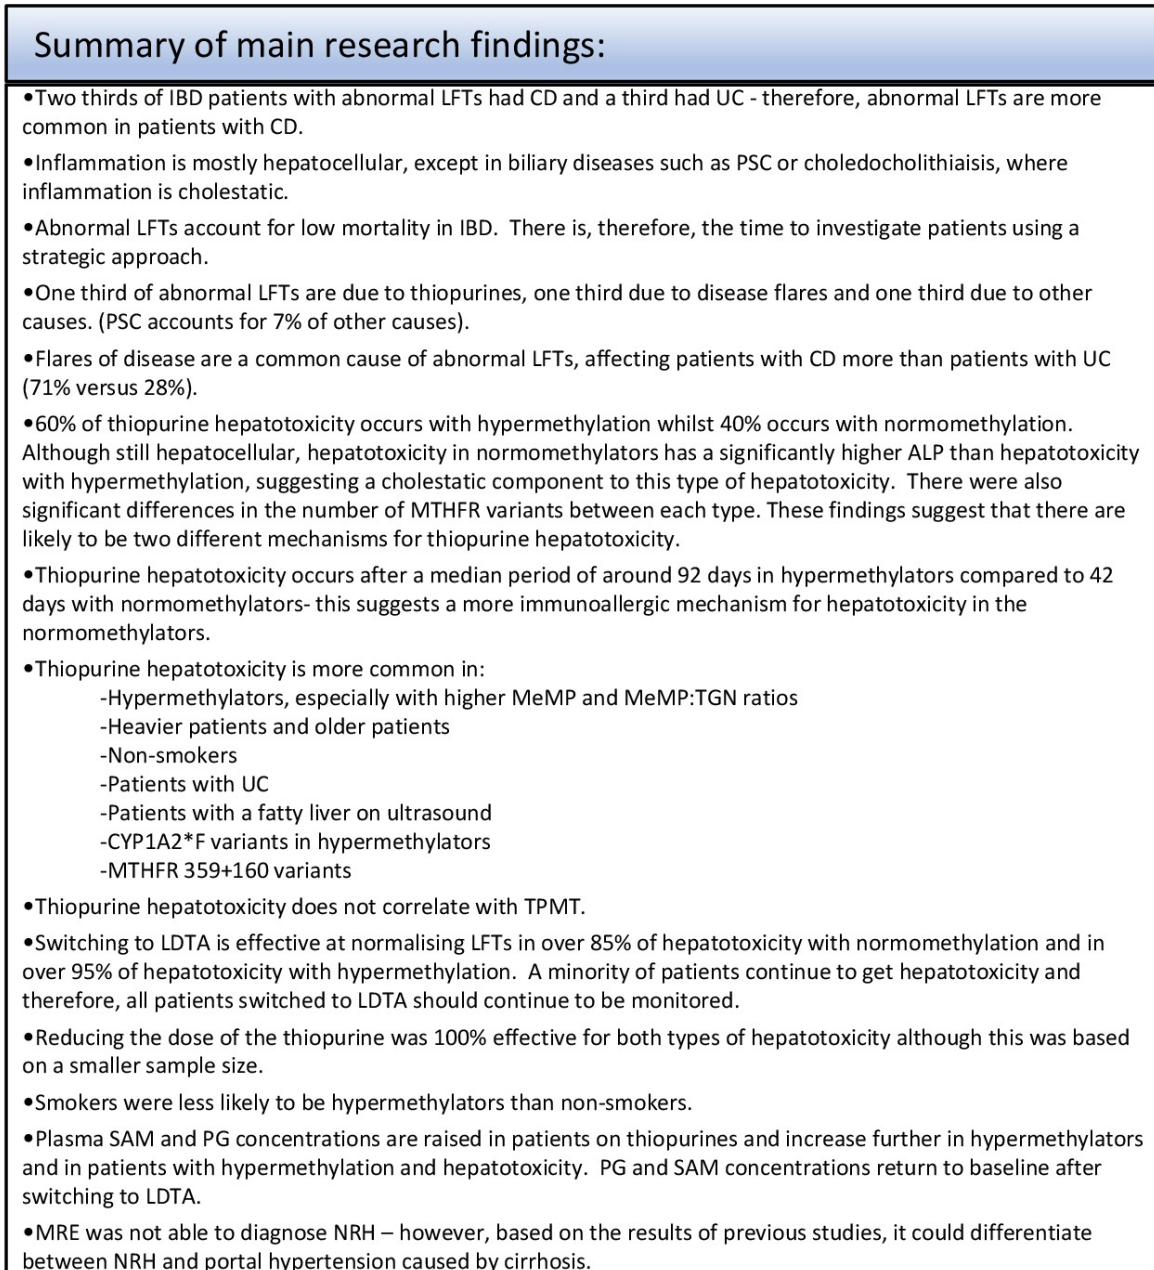 Summary of main research findings:
•Two thirds of IBD patients with abnormal LFTs had CD and a third had UC - therefore, abnormal LFTs are more
common in patients with CD.
•Inflammation is mostly hepatocellular, except in biliary diseases such as PSC or choledocholithiaisis, where
inflammation is cholestatic.
•Abnormal LFTs account for low mortality in IBD.  There is, therefore, the time to investigate patients using a
strategic approach.
•One third of abnormal LFTs are due to thiopurines, one third due to disease flares and one third due to other
causes. (PSC accounts for 7% of other causes).
•Flares of disease are a common cause of abnormal LFTs, affecting patients with CD more than patients with UC
(71% versus 28%).
•60% of thiopurine hepatotoxicity occurs with hypermethylation whilst 40% occurs with normomethylation.
Although still hepatocellular, hepatotoxicity in normomethylators has a significantly higher ALP than hepatotoxicity
with hypermethylation, suggesting a cholestatic component to this type of hepatotoxicity.  There were also
significant differences in the number of MTHFR variants between each type. These findings suggest that there are
likely to be two different mechanisms for thiopurine hepatotoxicity.
•Thiopurine hepatotoxicity occurs after a median period of around 92 days in hypermethylators compared to 42
days with normomethylators- this suggests a more immunoallergic mechanism for hepatotoxicity in the
normomethylators.
•Thiopurine hepatotoxicity is more common in:
-Hypermethylators, especially with higher MeMP and MeMP:TGN ratios
-Heavier patients and older patients
-Non-smokers
-Patients with UC
-Patients with a fatty liver on ultrasound
-CYP1A2*F variants in hypermethylators
-MTHFR 359+160 variants
•Thiopurine hepatotoxicity does not correlate with TPMT.
•Switching to LDTA is effective at normalising LFTs in over 85% of hepatotoxicity with normomethylation and in
over 95% of hepatotoxicity with hypermethylation.  A minority of patients continue to get hepatotoxicity and
therefore, all patients switched to LDTA should continue to be monitored.
•Reducing the dose of the thiopurine was 100% effective for both types of hepatotoxicity although this was based
on a smaller sample size.
•Smokers were less likely to be hypermethylators than non-smokers.
•Plasma SAM and PG concentrations are raised in patients on thiopurines and increase further in hypermethylators
and in patients with hypermethylation and hepatotoxicity.  PG and SAM concentrations return to baseline after
switching to LDTA.
•MRE was not able to diagnose NRH – however, based on the results of previous studies, it could differentiate
between NRH and portal hypertension caused by cirrhosis.